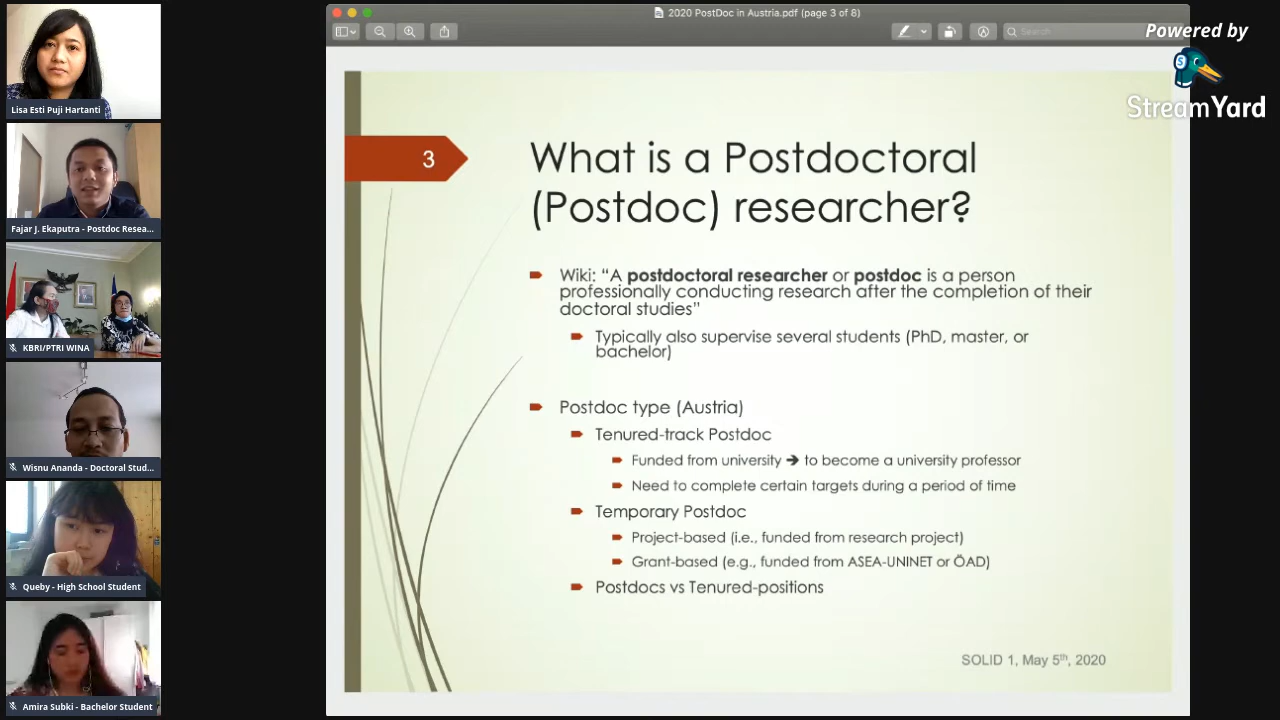 2020 PostDoc in Austria.pdf (page 3 of 8)
Search
Powered by
S
StreamYard
Lisa Esti Puji Hartanti
Fajar J. Ekaputra - Postdoc Resea...
KBRI/PTRI WINA
Wisnu Ananda - Doctoral Stud...
Queby - High School Student
Amira Subki - Bachelor Student
3
What is a Postdoctoral
(Postdoc) researcher?
Wiki: “A postdoctoral researcher or postdoc is a person
professionally conducting research after the completion of their
doctoral studies”
Typically also supervise several students (PhD, master, or
bachelor)
Postdoc type (Austria)
Tenured-track Postdoc
Funded from university ➔ to become a university professor
Need to complete certain targets during a period of time
Temporary Postdoc
Project-based (i.e., funded from research project)
Grant-based (e.g., funded from ASEA-UNINET or ÖAD)
Postdocs vs Tenured-positions
SOLID 1, May 5th, 2020